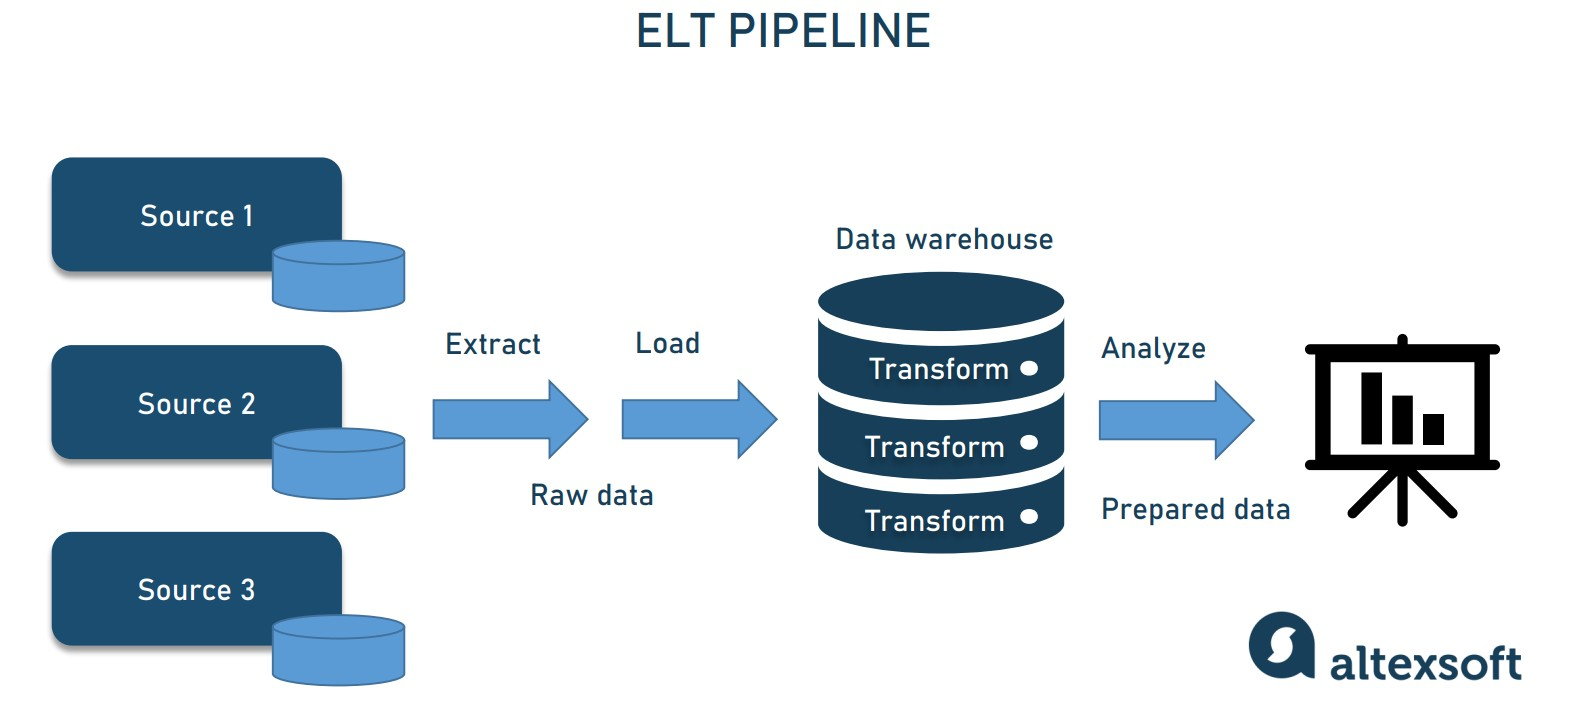 ELT PIPELINE
Source 1
Source 2
Source 3
Extract
Load
Raw data
Data warehouse
Transform
Transform
Transform
Analyze
Prepared data
altexsoft